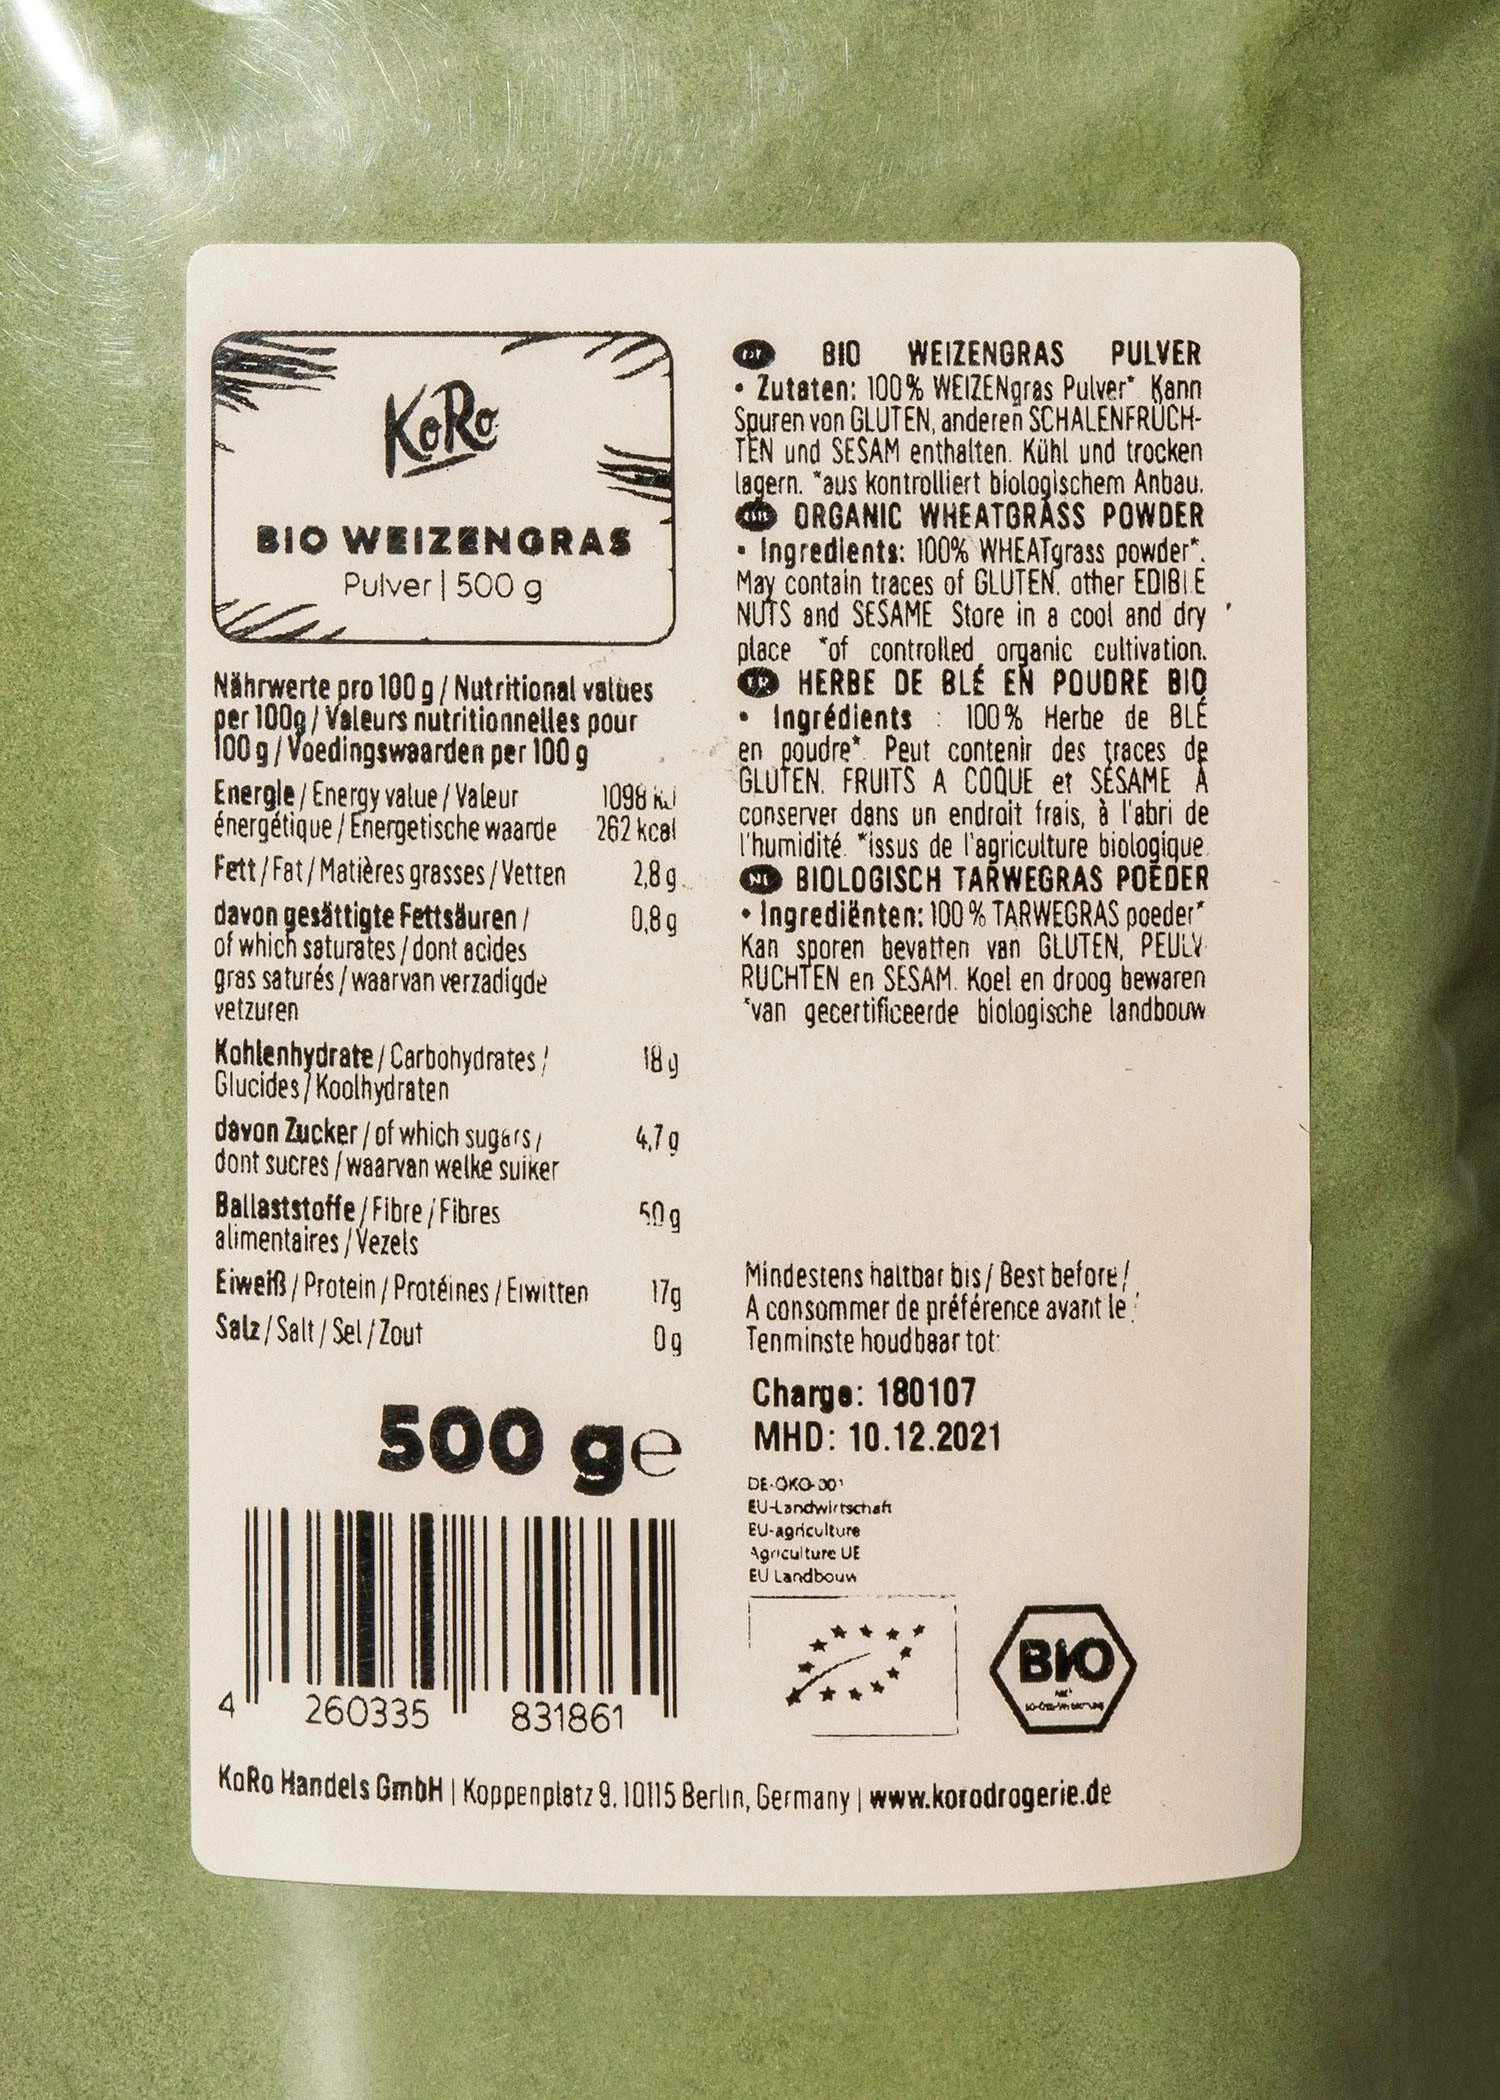 KoRo
BIO WEIZENGRAS
Pulver | 500 g
Nährwerte pro 100 g / Nutritional values
per 100g / Valeurs nutritionnelles pour
100 g / Voedingswaarden per 100 g
Energie / Energy value / Valeur 1098 kJ
énergétique / Energetische waarde 262 kcal
Fett / Fat / Matières grasses / Vetten 2,8 g
davon gesättigte Fettsäuren / 0,8 g
of which saturates / dont acides
gras saturés / waarvan verzadigde
vetzuren
Kohlenhydrate / Carbohydrates / 18 g
Glucides / Koolhydraten
davon Zucker / of which sugars / 4,7 g
dont sucres / waarvan welke suiker
Ballaststoffe / Fibre / Fibres 50 g
alimentaires / Vezels
Eiweiß / Protein / Protéines / Eiwitten 17g
Salz / Salt / Sel / Zout 0 g
500 g e
4 260335 831861
BIO WEIZENGRAS PULVER
• Zutaten: 100% WEIZENgras Pulver* Kann
Spuren von GLUTEN, anderen SCHALENFRÜCH-
TEN und SESAM enthalten. Kühl und trocken
lagern. *aus kontrolliert biologischem Anbau.
ORGANIC WHEATGRASS POWDER
• Ingredients: 100% WHEATgrass powder*.
May contain traces of GLUTEN, other EDIBLE
NUTS and SESAME Store in a cool and dry
place *of controlled organic cultivation.
FR HERBE DE BLÉ EN POUDRE BIO
• Ingrédients : 100% Herbe de BLÉ
en poudre* Peut contenir des traces de
GLUTEN, FRUITS A COQUE et SÉSAME À
conserver dans un endroit frais, à l'abri de
l'humidité. *issus de l'agriculture biologique.
NL BIOLOGISCH TARWEGRAS POEDER
• Ingrediënten: 100% TARWEGRAS poeder*
Kan sporen bevatten van GLUTEN, PEULV-
RUCHTEN en SESAM. Koel en droog bewaren
*van gecertificeerde biologische landbouw
Mindestens haltbar bis / Best before /
A consommer de préférence avant le :
Tenminste houdbaar tot:
Charge: 180107
MHD: 10.12.2021
DE-ÖKO-001
EU-Landwirtschaft
EU-agriculture
Agriculture UE
EU Landbouw
BIO
KoRo Handels GmbH | Koppenplatz 9, 10115 Berlin, Germany | www.korodrogerie.de